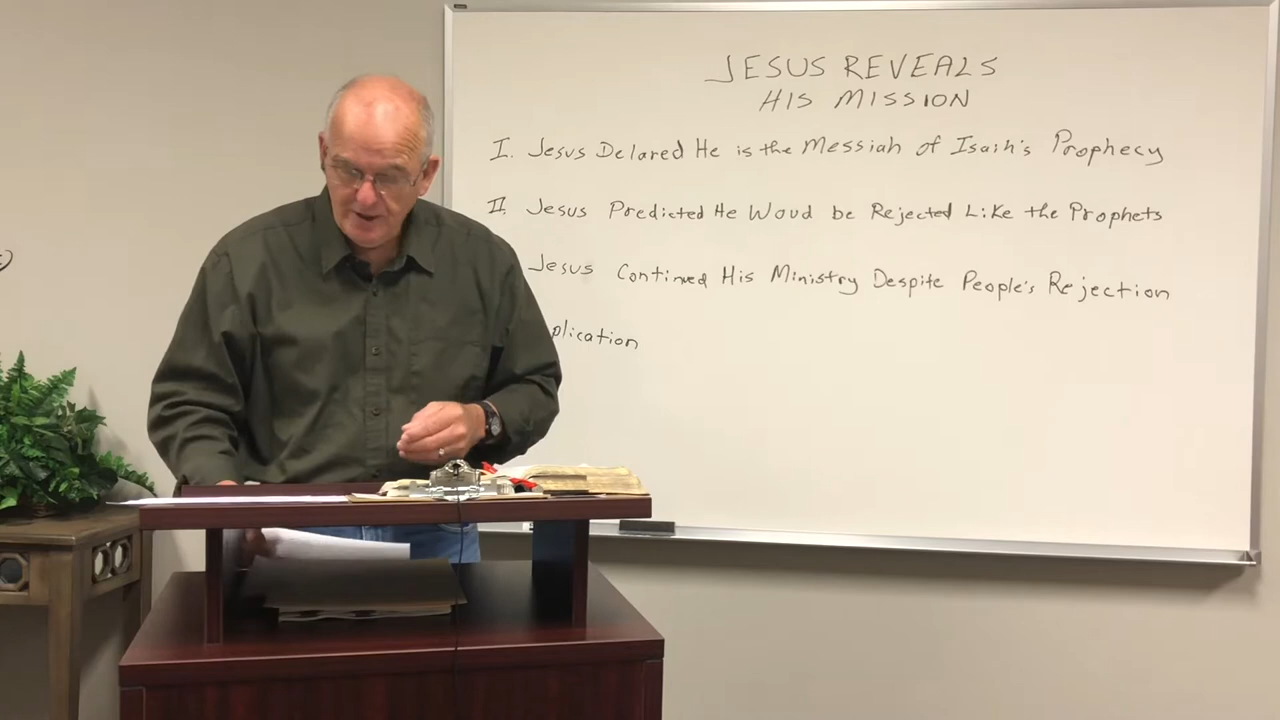 JESUS REVEALS
HIS MISSION
I. Jesus Delared He is the Messiah of Isaih's Prophecy
II. Jesus Predicted He Woud be Rejected Like the Prophets
Jesus Continued His Ministry Despite People's Rejection
plication